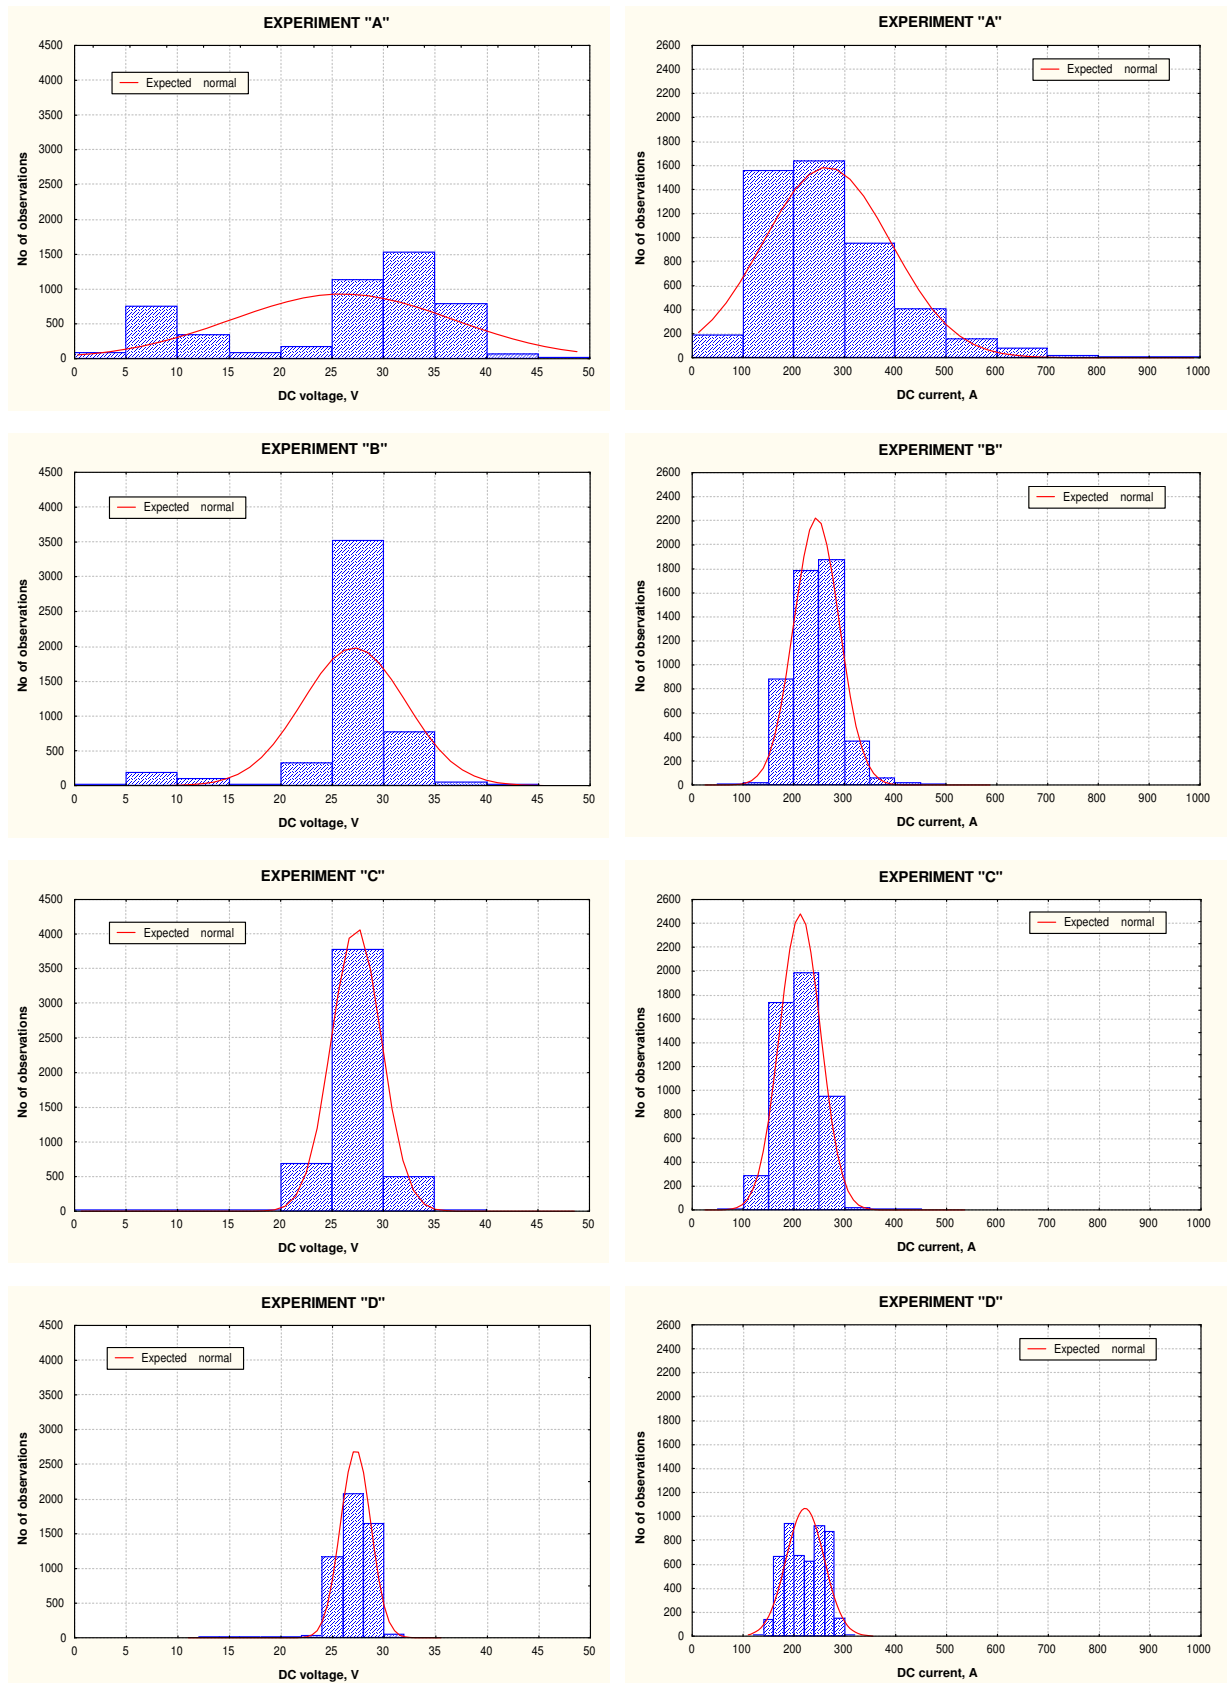 EXPERIMENT "A"
4500
4000
3500
3000
2500
2000
1500
1000
500
0
No of observations
Expected normal
0 5 10 15 20 25 30 35 40 45 50
DC voltage, V
EXPERIMENT "A"
2600
2400
2200
2000
1800
1600
1400
1200
1000
800
600
400
200
0
No of observations
Expected normal
0 100 200 300 400 500 600 700 800 900 1000
DC current, A
EXPERIMENT "B"
4500
4000
3500
3000
2500
2000
1500
1000
500
0
No of observations
Expected normal
0 5 10 15 20 25 30 35 40 45 50
DC voltage, V
EXPERIMENT "B"
2600
2400
2200
2000
1800
1600
1400
1200
1000
800
600
400
200
0
No of observations
Expected normal
0 100 200 300 400 500 600 700 800 900 1000
DC current, A
EXPERIMENT "C"
4500
4000
3500
3000
2500
2000
1500
1000
500
0
No of observations
Expected normal
0 5 10 15 20 25 30 35 40 45 50
DC voltage, V
EXPERIMENT "C"
2600
2400
2200
2000
1800
1600
1400
1200
1000
800
600
400
200
0
No of observations
Expected normal
0 100 200 300 400 500 600 700 800 900 1000
DC current, A
EXPERIMENT "D"
4500
4000
3500
3000
2500
2000
1500
1000
500
0
No of observations
Expected normal
0 5 10 15 20 25 30 35 40 45 50
DC voltage, V
EXPERIMENT "D"
2600
2400
2200
2000
1800
1600
1400
1200
1000
800
600
400
200
0
No of observations
Expected normal
0 100 200 300 400 500 600 700 800 900 1000
DC current, A